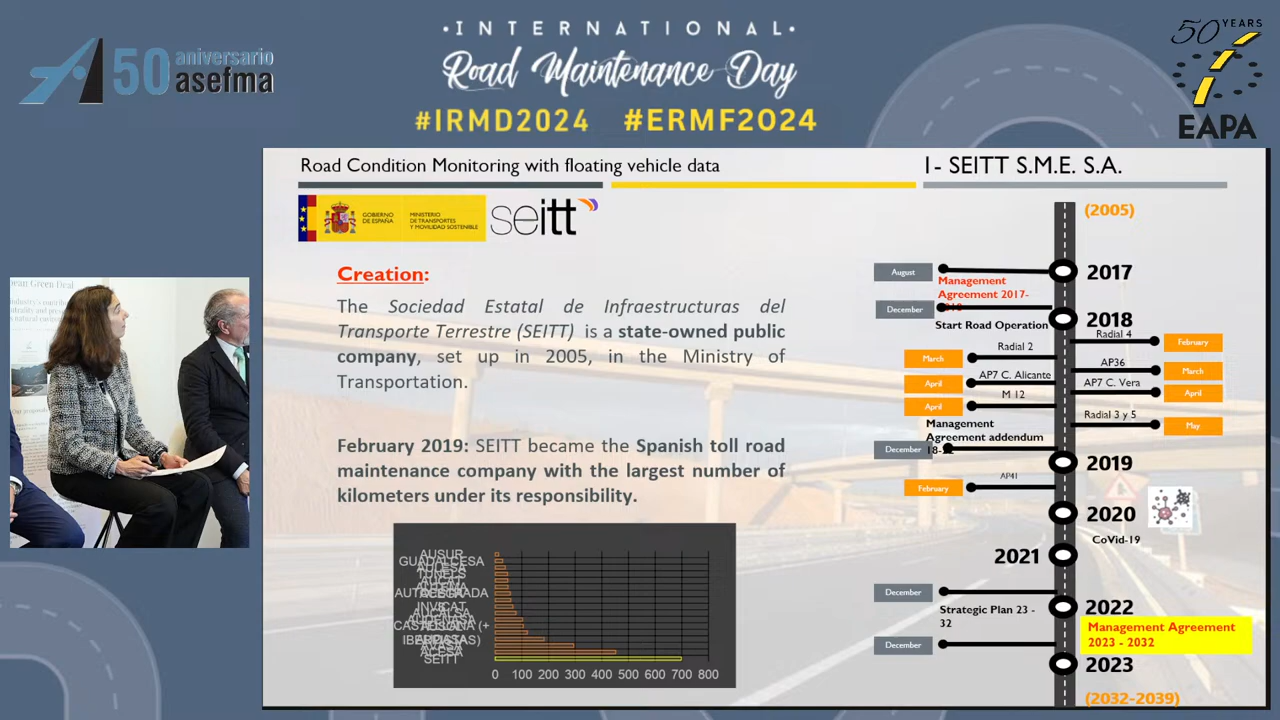 50 aniversario
asefma
·INTERNATIONAL·
Road Maintenance Day
#IRMD2024 #ERMF2024
50 YEARS
EAPA
Road Condition Monitoring with floating vehicle data
I- SEITT S.M.E. S.A.
GOBIERNO
DE ESPAÑA
MINISTERIO
DE TRANSPORTES
Y MOVILIDAD SOSTENIBLE
seitt
Creation:
The Sociedad Estatal de Infraestructuras del
Transporte Terrestre (SEITT) is a state-owned public
company, set up in 2005, in the Ministry of
Transportation.
February 2019: SEITT became the Spanish toll road
maintenance company with the largest number of
kilometers under its responsibility.
AUSUR
GUADALCESA
CASTELLANA (+
IBERPISTAS)
SEITT
0 100 200 300 400 500 600 700 800
(2005)
August
2017
Management
Agreement 2017-
December
2018
Start Road Operation
Radial 4
February
Radial 2
March
AP36
March
AP7 C. Alicante
April
AP7 C. Vera
April
M 12
April
Radial 3 y 5
May
Management
Agreement addendum
December
2019
AP41
February
2020
CoVid-19
2021
December
Strategic Plan 23 -
32
2022
Management Agreement
2023 - 2032
December
2023
(2032-2039)